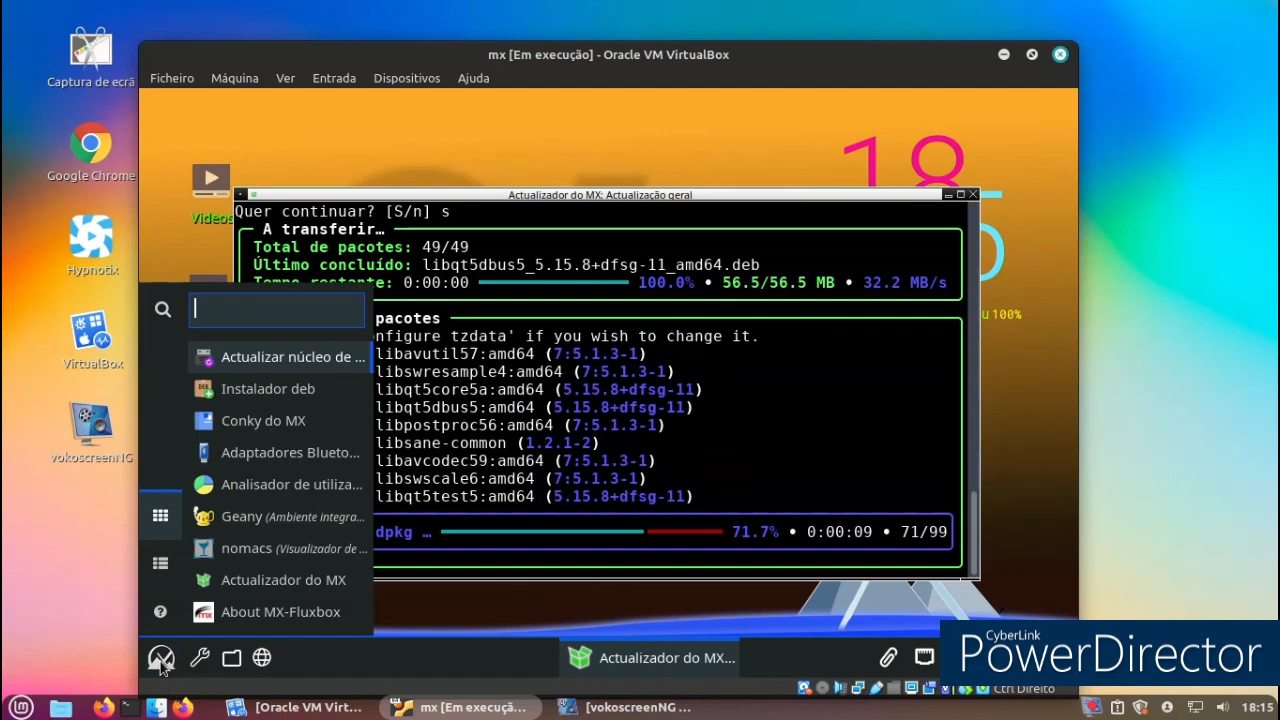 Captura de ecrã
Google Chrome
Hypnotix
VirtualBox
vokoscreenNG
mx [Em execução] - Oracle VM VirtualBox
Ficheiro Máquina Ver Entrada Dispositivos Ajuda
18
Videos
Actualizador do MX: Actualização geral
Quer continuar? [S/n] s
A transferir…
Total de pacotes: 49/49
Último concluído: libqt5dbus5_5.15.8+dfsg-11_amd64.deb
Tempo restante: 0:00:00 100.0% • 56.5/56.5 MB • 32.2 MB/s
pacotes
nfigure tzdata' if you wish to change it.
libavutil57:amd64 (7:5.1.3-1)
libswresample4:amd64 (7:5.1.3-1)
libqt5core5a:amd64 (5.15.8+dfsg-11)
libqt5dbus5:amd64 (5.15.8+dfsg-11)
libpostproc56:amd64 (7:5.1.3-1)
libsane-common (1.2.1-2)
libavcodec59:amd64 (7:5.1.3-1)
libswscale6:amd64 (7:5.1.3-1)
libqt5test5:amd64 (5.15.8+dfsg-11)
dpkg … 71.7% • 0:00:09 • 71/99
u 100%
Actualizar núcleo de ...
Instalador deb
Conky do MX
Adaptadores Blueto...
Analisador de utiliza...
Geany (Ambiente integra...
nomacs (Visualizador de ...
Actualizador do MX
About MX-Fluxbox
Actualizador do MX...
CyberLink
PowerDirector
Ctrl Direito
[Oracle VM Virt...
mx [Em execuçã...
[vokoscreenNG ...
18:15